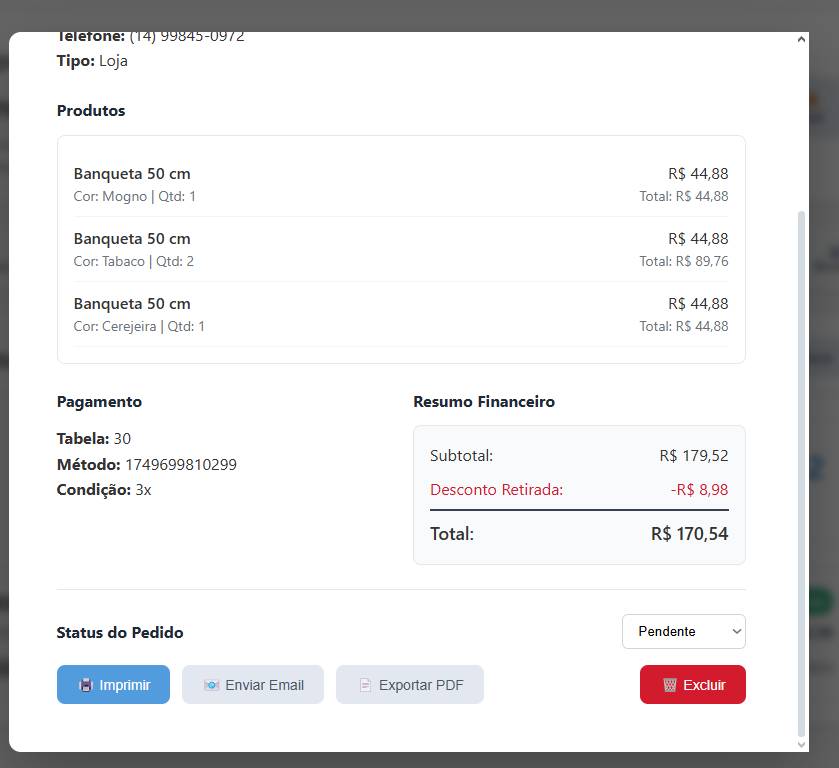 Telefone: (14) 99845-0972
Tipo: Loja
Produtos
Banqueta 50 cm R$ 44,88
Cor: Mogno | Qtd: 1 Total: R$ 44,88
Banqueta 50 cm R$ 44,88
Cor: Tabaco | Qtd: 2 Total: R$ 89,76
Banqueta 50 cm R$ 44,88
Cor: Cerejeira | Qtd: 1 Total: R$ 44,88
Pagamento
Tabela: 30
Método: 1749699810299
Condição: 3x
Resumo Financeiro
Subtotal: R$ 179,52
Desconto Retirada: -R$ 8,98
Total: R$ 170,54
Status do Pedido Pendente
Imprimir Enviar Email Exportar PDF Excluir